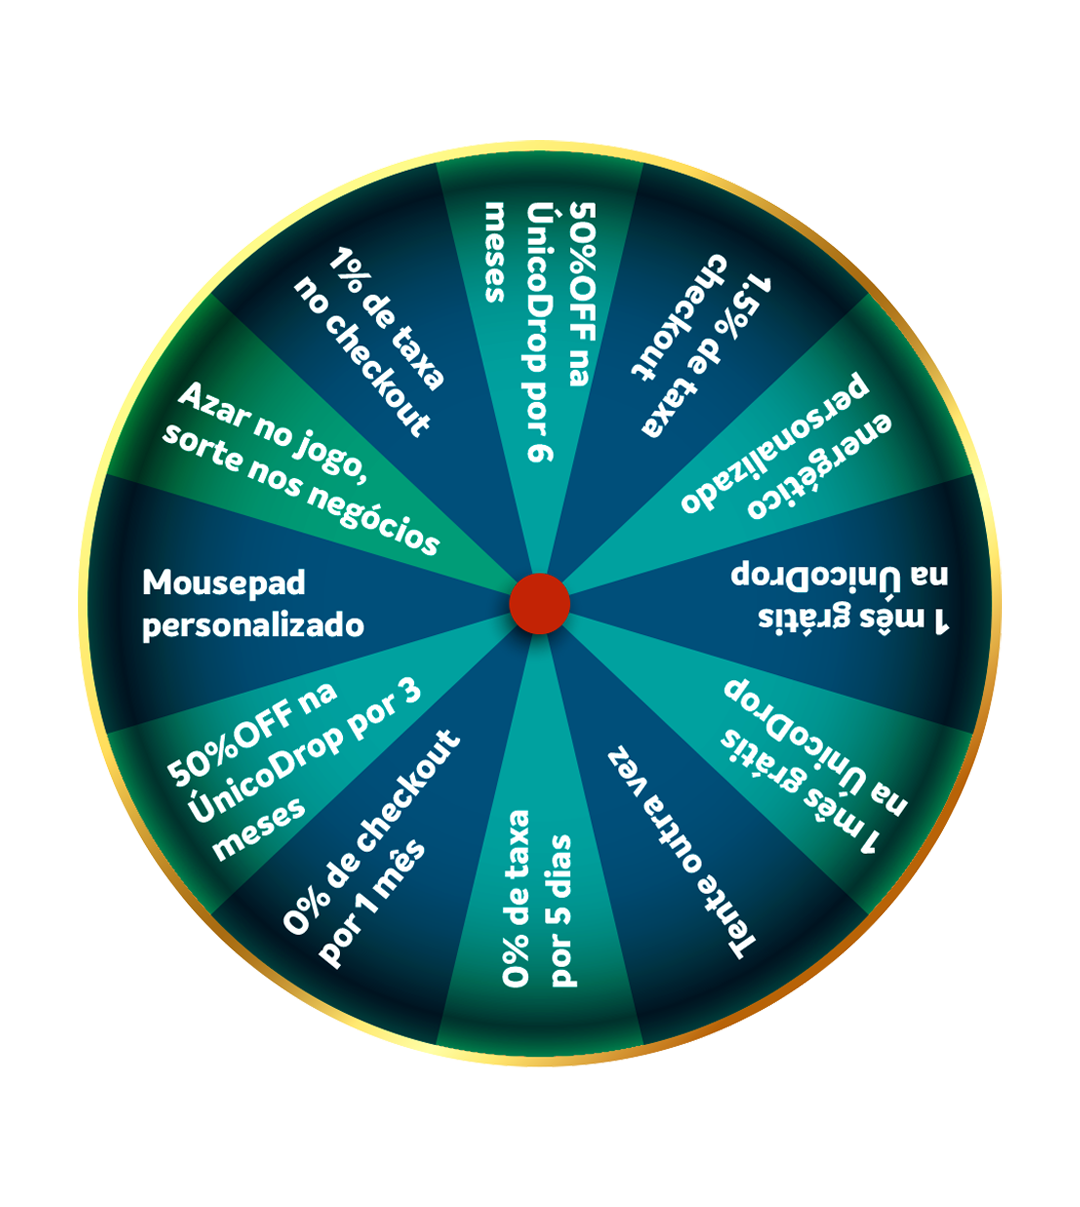 50%OFF na
ÚnicoDrop por 6
meses
1.5% de taxa
checkout
energético
personalizado
1 mês grátis
na ÚnicoDrop
1 mês grátis
na ÚnicoDrop
Tente outra vez
0% de taxa
por 5 dias
0% de checkout
por 1 mês
50%OFF na
ÚnicoDrop por 3
meses
Mousepad
personalizado
Azar no jogo,
sorte nos negócios
1% de taxa
no checkout